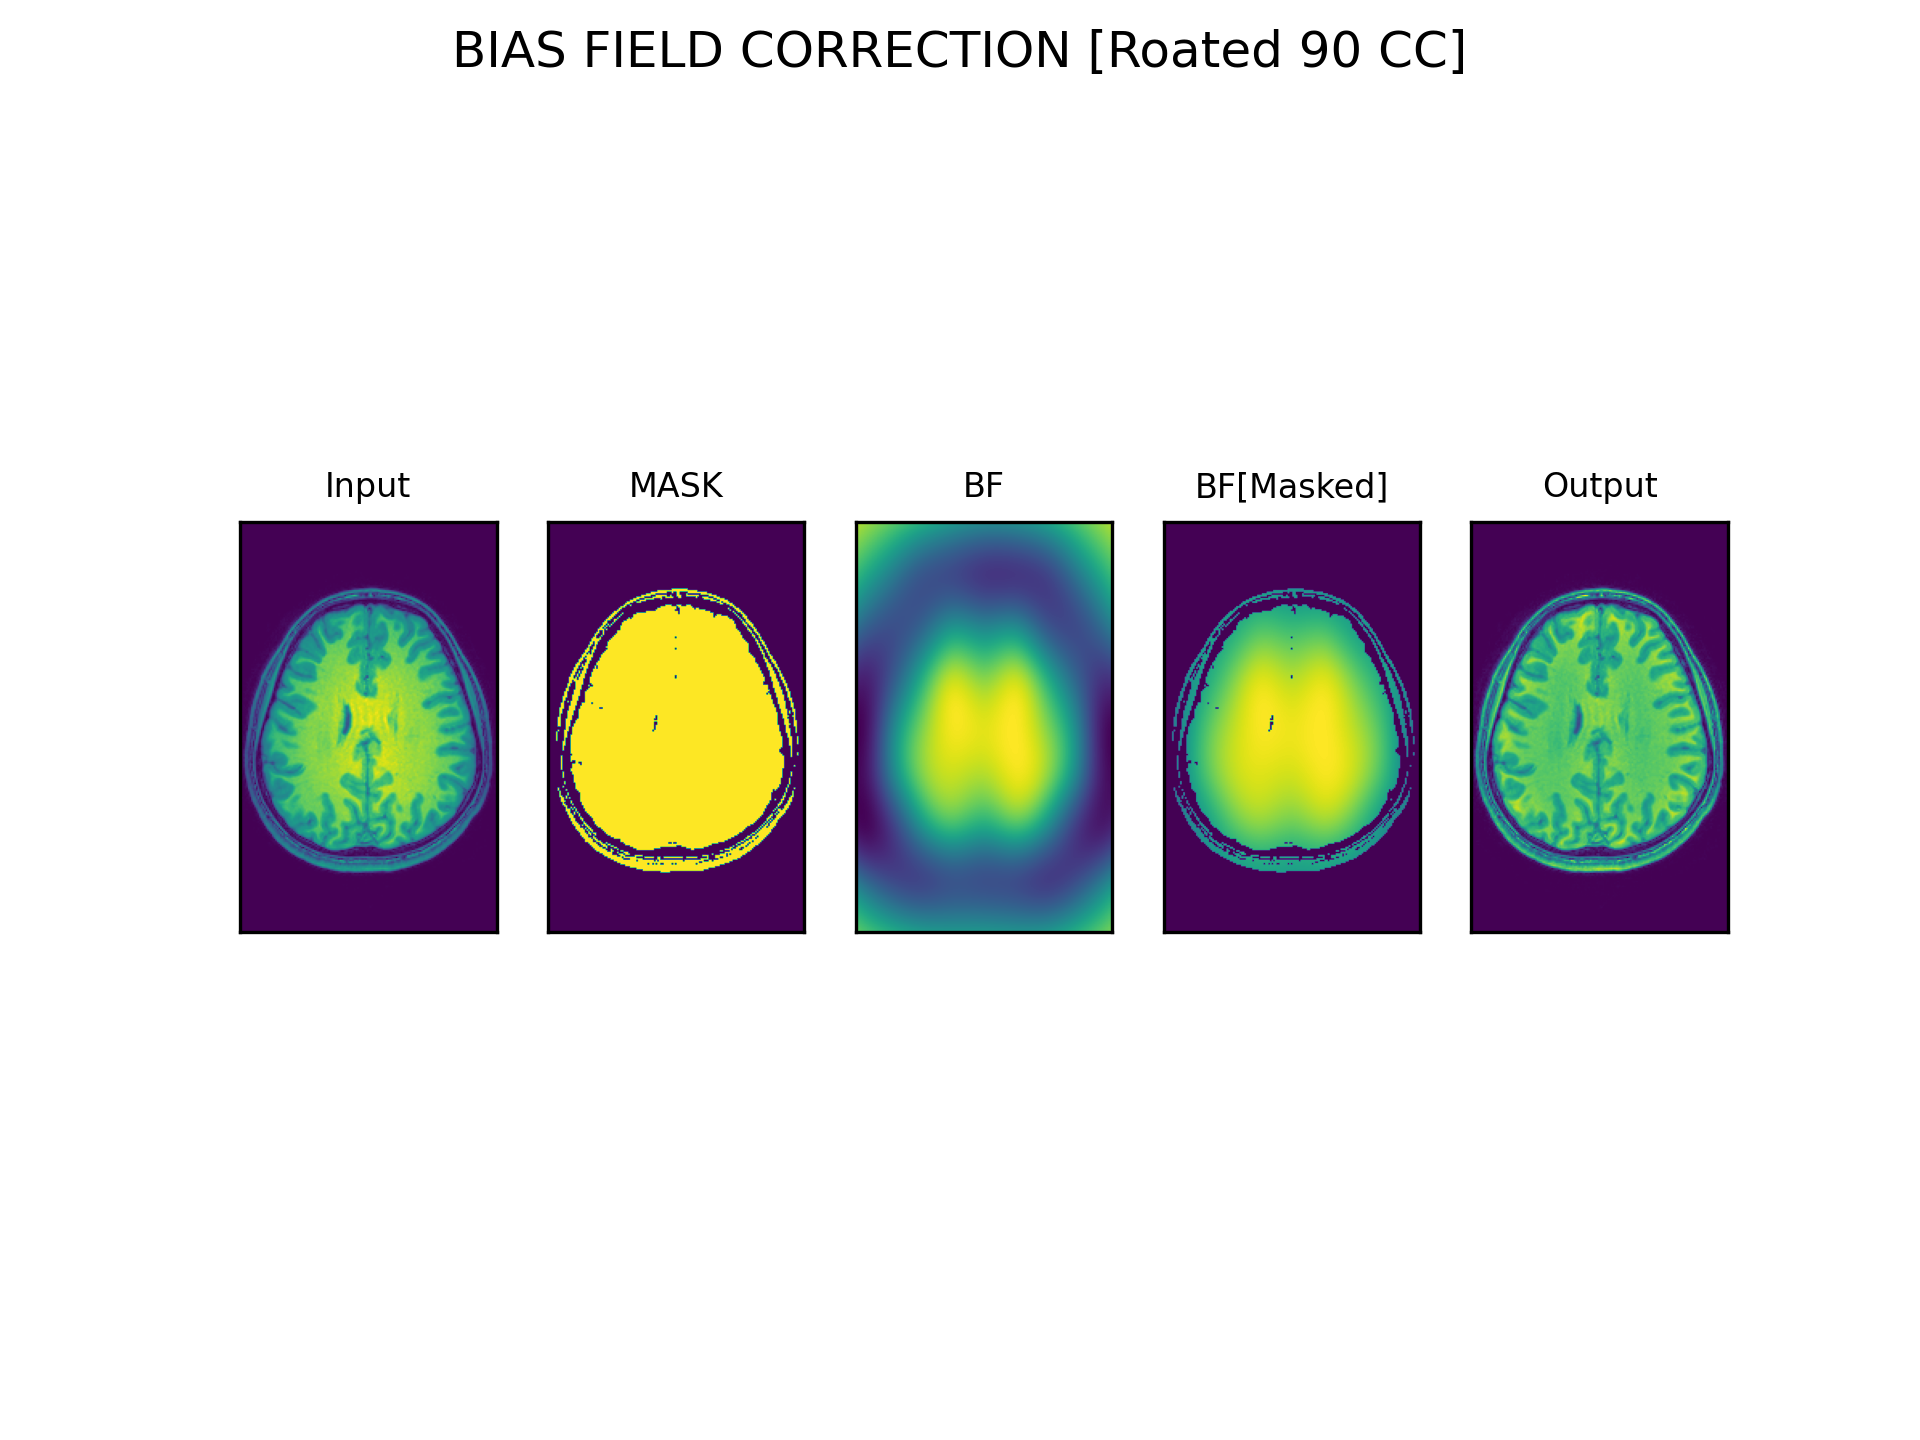 BIAS FIELD CORRECTION [Roated 90 CC]
Input
MASK
BF
BF[Masked]
Output